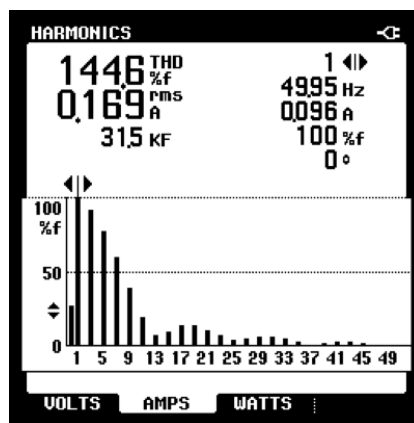 HARMONICS
144.6 THD %f
0.169 rms A
31.5 KF
1
49.95 Hz
0.096 A
100 %f
0 °
100
%f
50
0
1 5 9 13 17 21 25 29 33 37 41 45 49
VOLTS AMPS WATTS